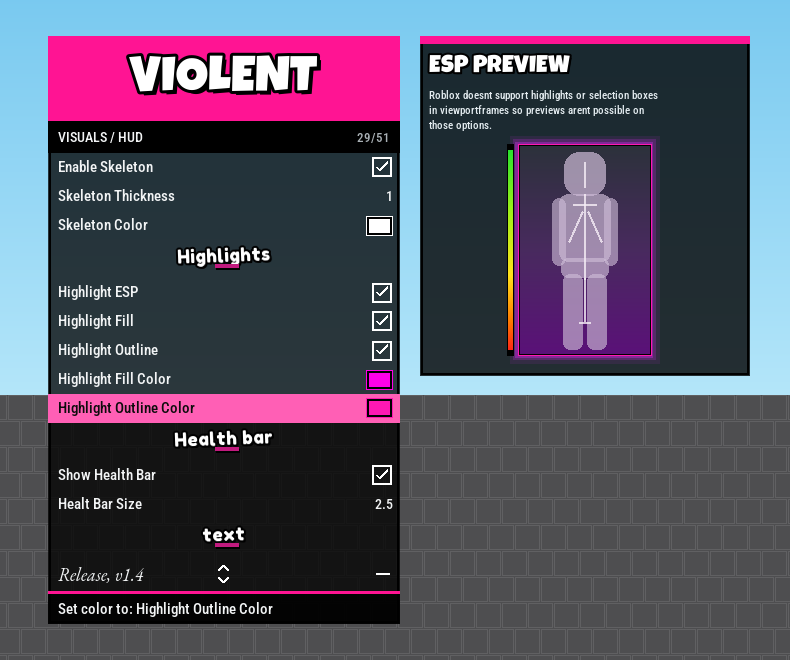 VIOLENT
VISUALS / HUD 29/51
Enable Skeleton
Skeleton Thickness 1
Skeleton Color
Highlights
Highlight ESP
Highlight Fill
Highlight Outline
Highlight Fill Color
Highlight Outline Color
Health bar
Show Health Bar
Healt Bar Size 2.5
text
Release, v1.4
Set color to: Highlight Outline Color
ESP PREVIEW
Roblox doesnt support highlights or selection boxes
in viewportframes so previews arent possible on
those options.